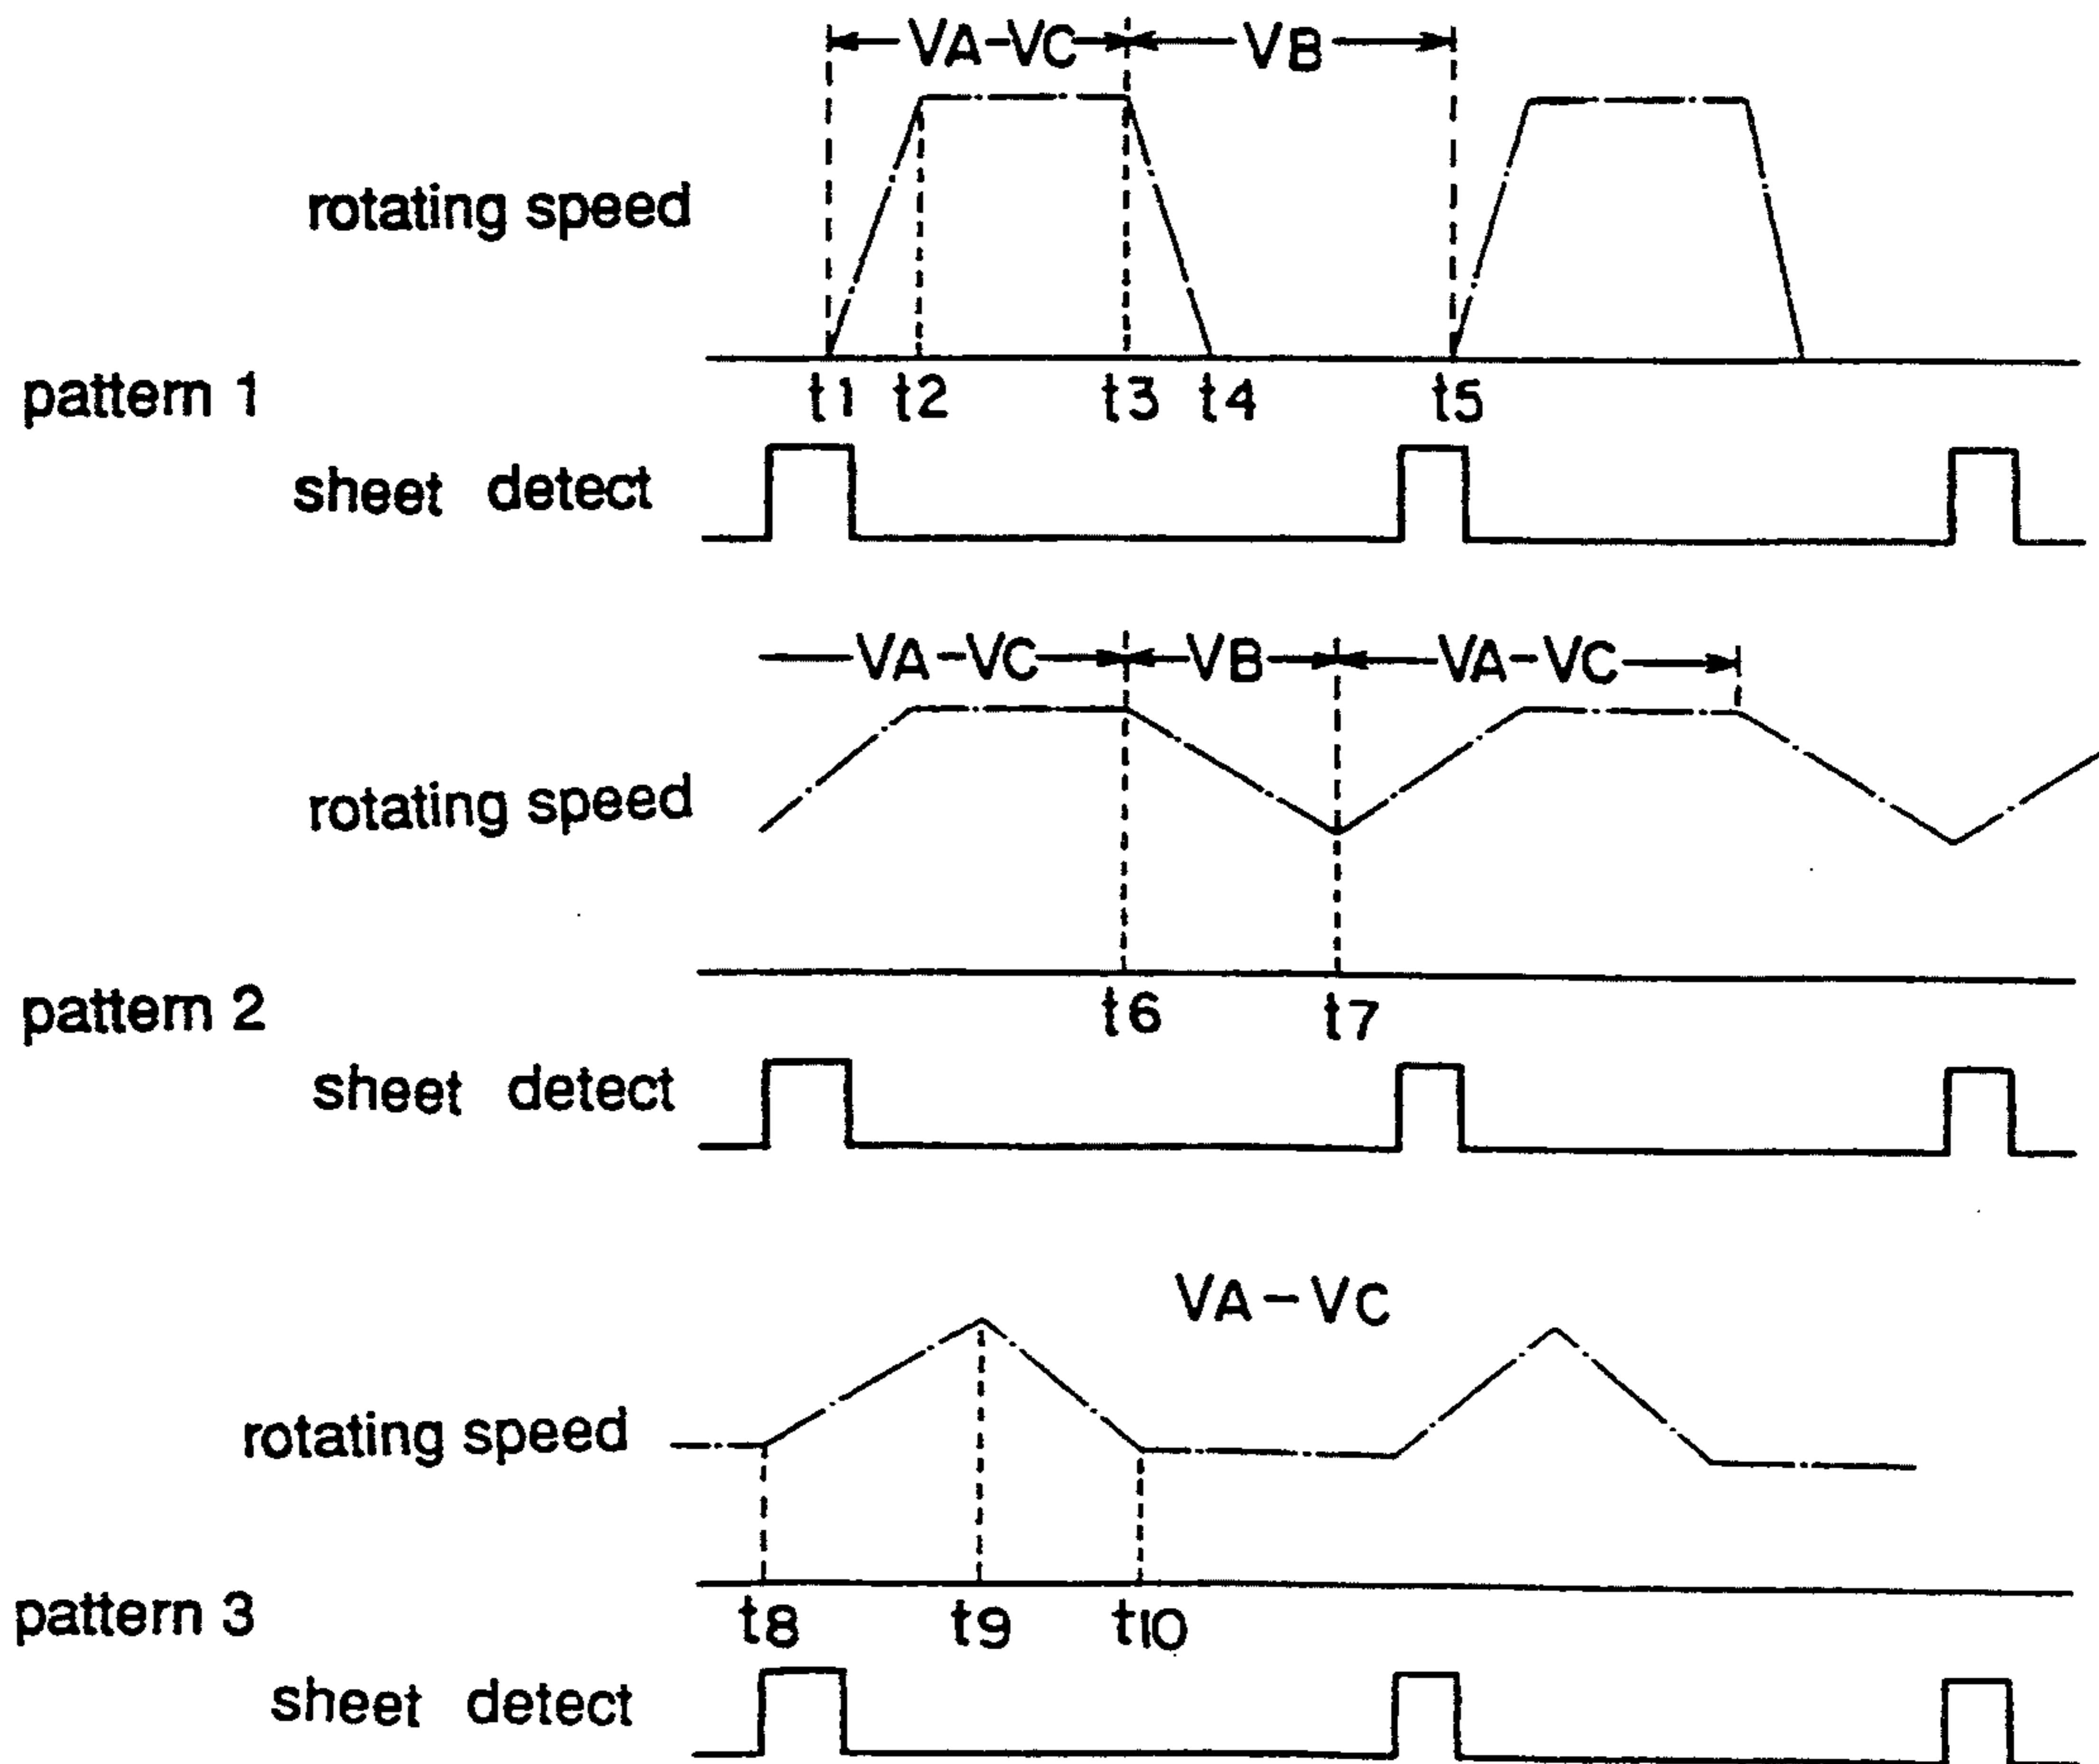 VA-VC VB
rotating speed
pattern 1
t1 t2 t3 t4 t5
sheet detect
VA-VC VB VA-VC
rotating speed
pattern 2
t6 t7
sheet detect
VA-VC
rotating speed
pattern 3
t8 t9 t10
sheet detect